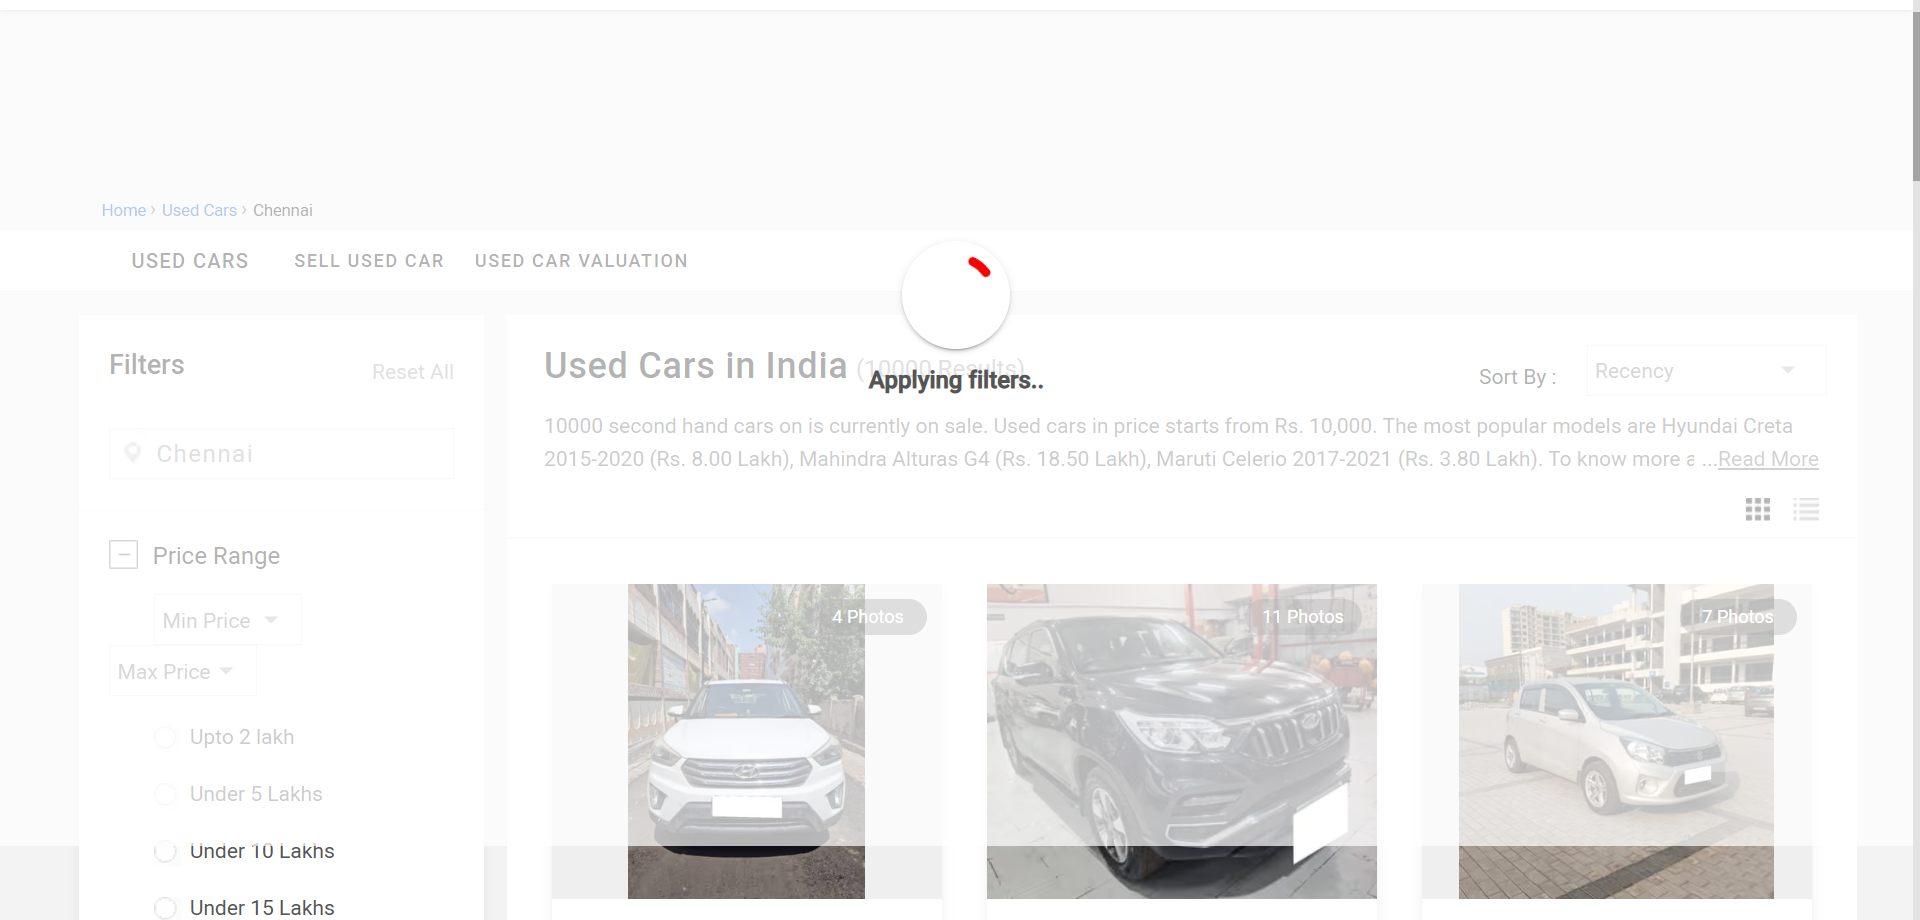 Home › Used Cars › Chennai
USED CARS SELL USED CAR USED CAR VALUATION
Filters
Reset All
Chennai
Price Range
Min Price
Max Price
Upto 2 lakh
Under 5 Lakhs
Under 10 Lakhs
Under 15 Lakhs
Used Cars in India (10000 Results)
Applying filters..
Sort By : Recency
10000 second hand cars on is currently on sale. Used cars in price starts from Rs. 10,000. The most popular models are Hyundai Creta
2015-2020 (Rs. 8.00 Lakh), Mahindra Alturas G4 (Rs. 18.50 Lakh), Maruti Celerio 2017-2021 (Rs. 3.80 Lakh). To know more a ...Read More
4 Photos
11 Photos
7 Photos